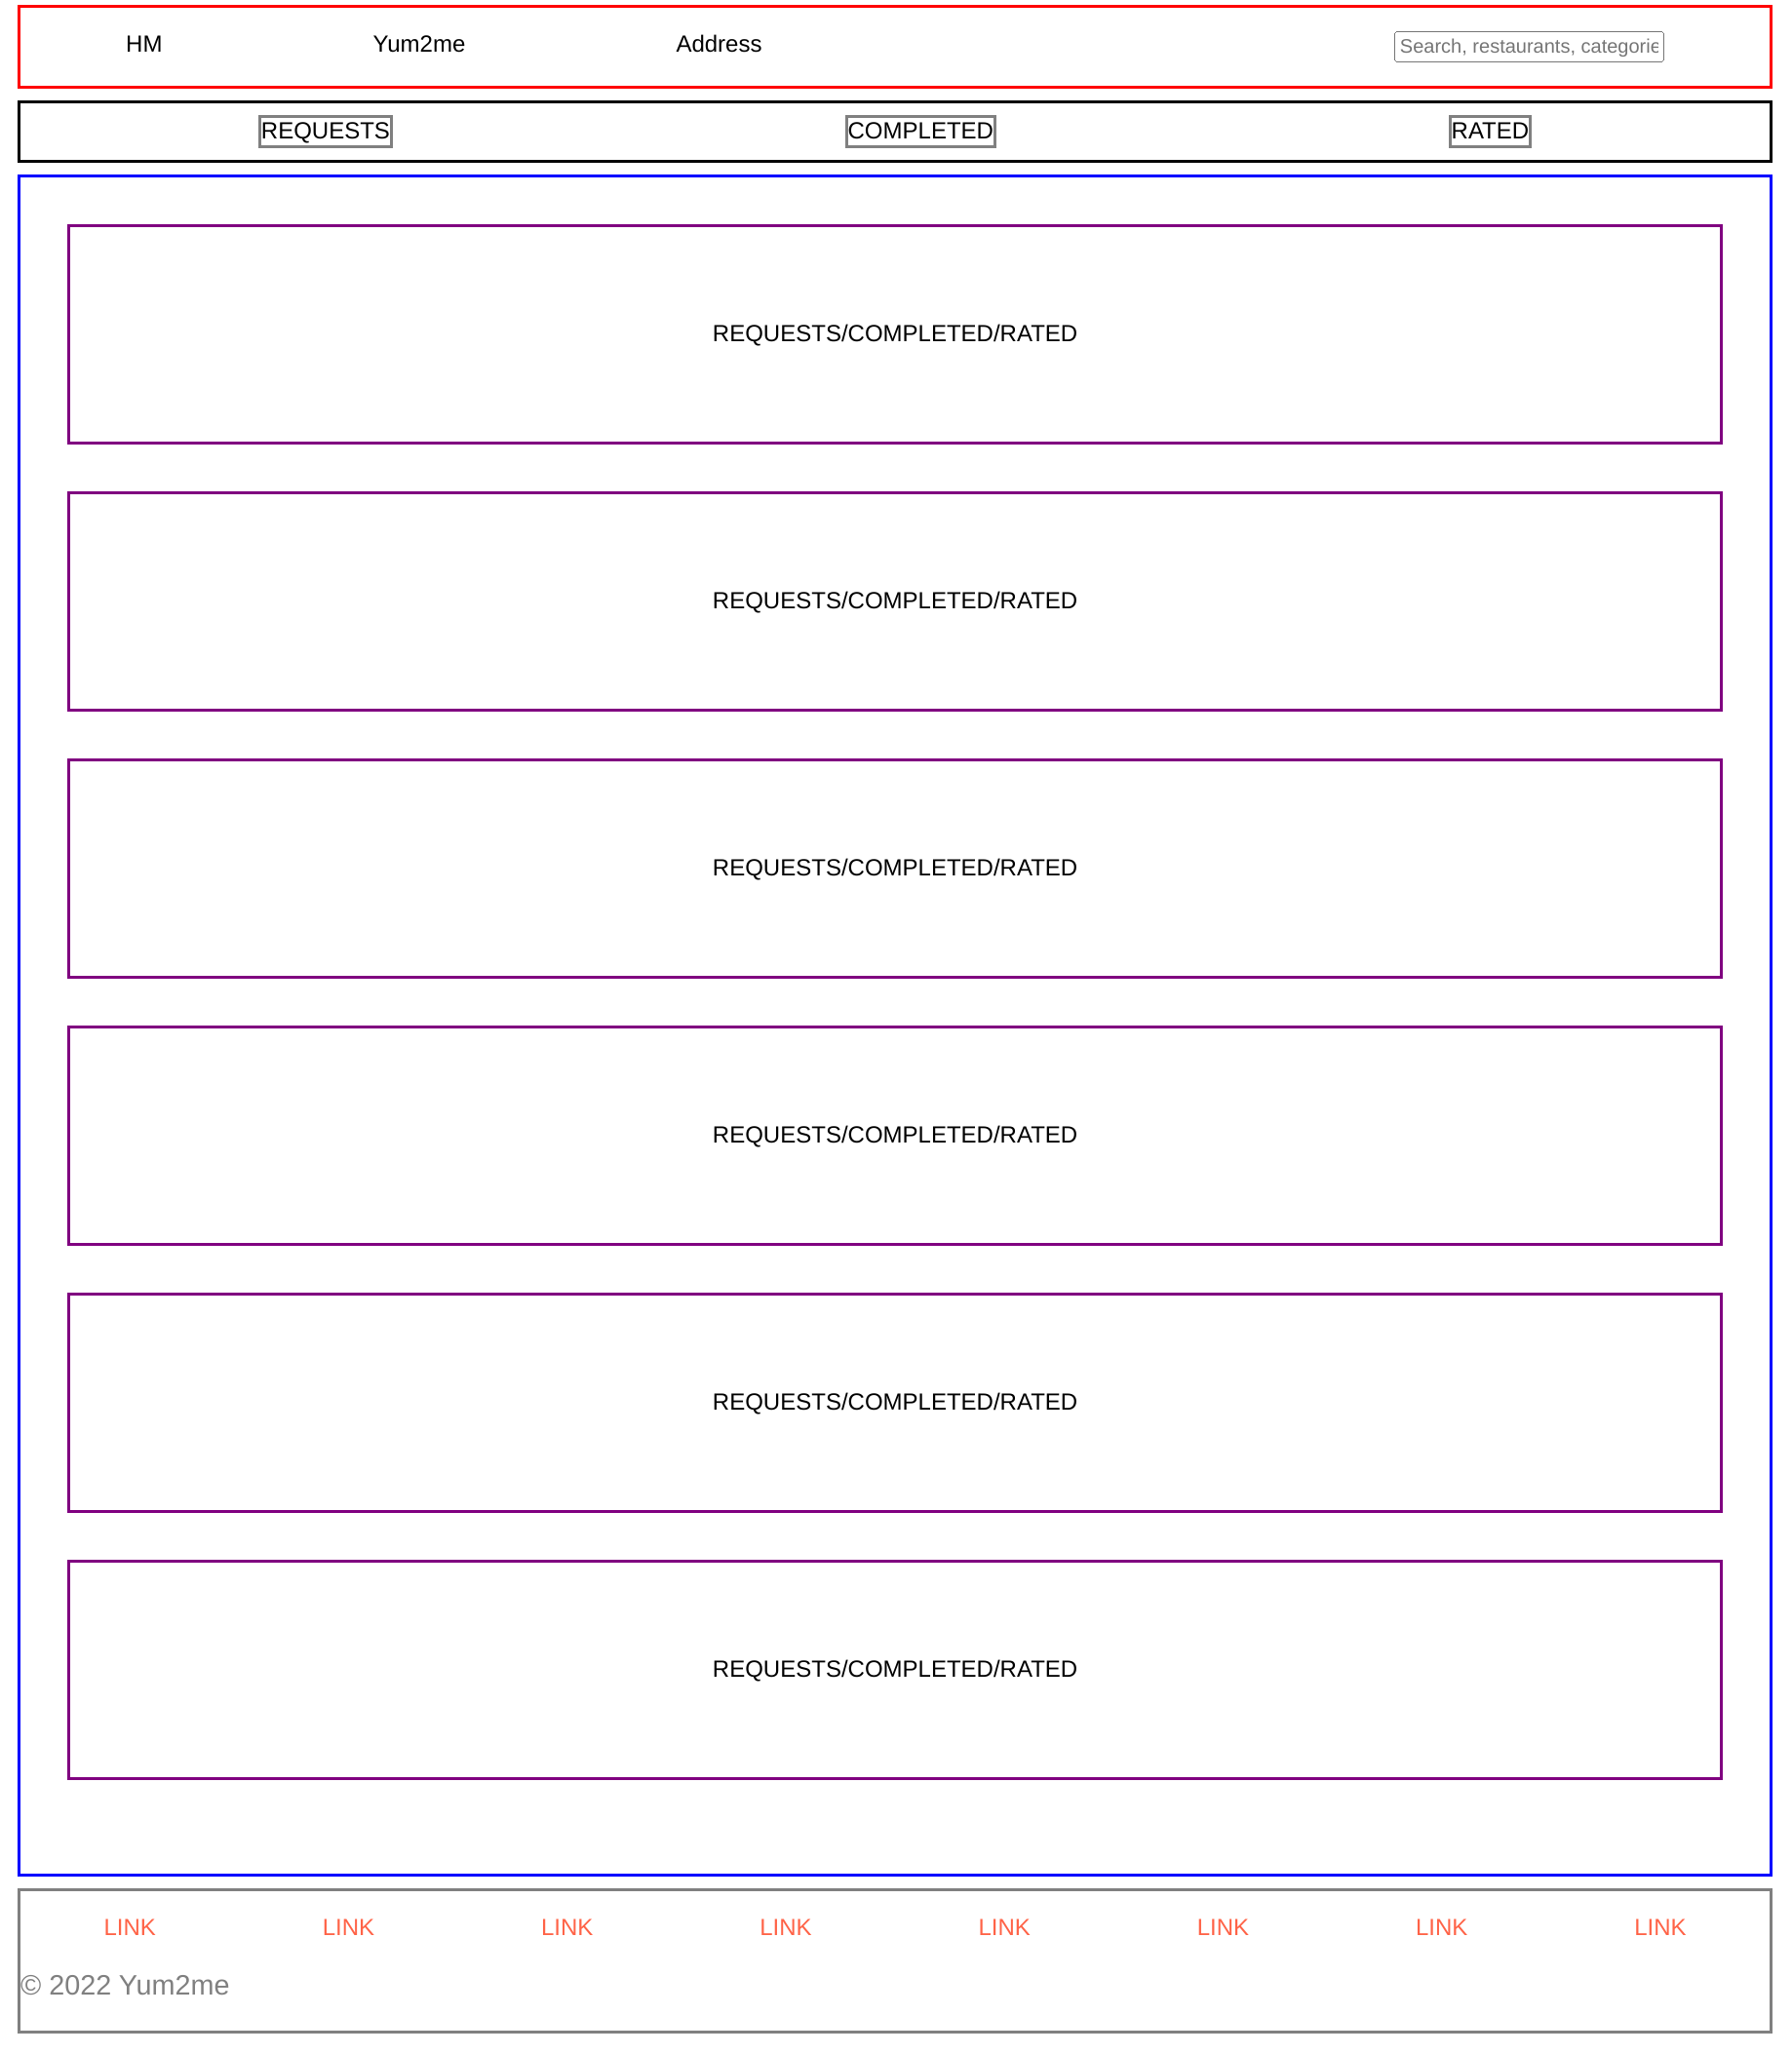 HM Yum2me Address Search, restaurants, categorie
REQUESTS COMPLETED RATED
REQUESTS/COMPLETED/RATED
REQUESTS/COMPLETED/RATED
REQUESTS/COMPLETED/RATED
REQUESTS/COMPLETED/RATED
REQUESTS/COMPLETED/RATED
REQUESTS/COMPLETED/RATED
LINK LINK LINK LINK LINK LINK LINK LINK
© 2022 Yum2me